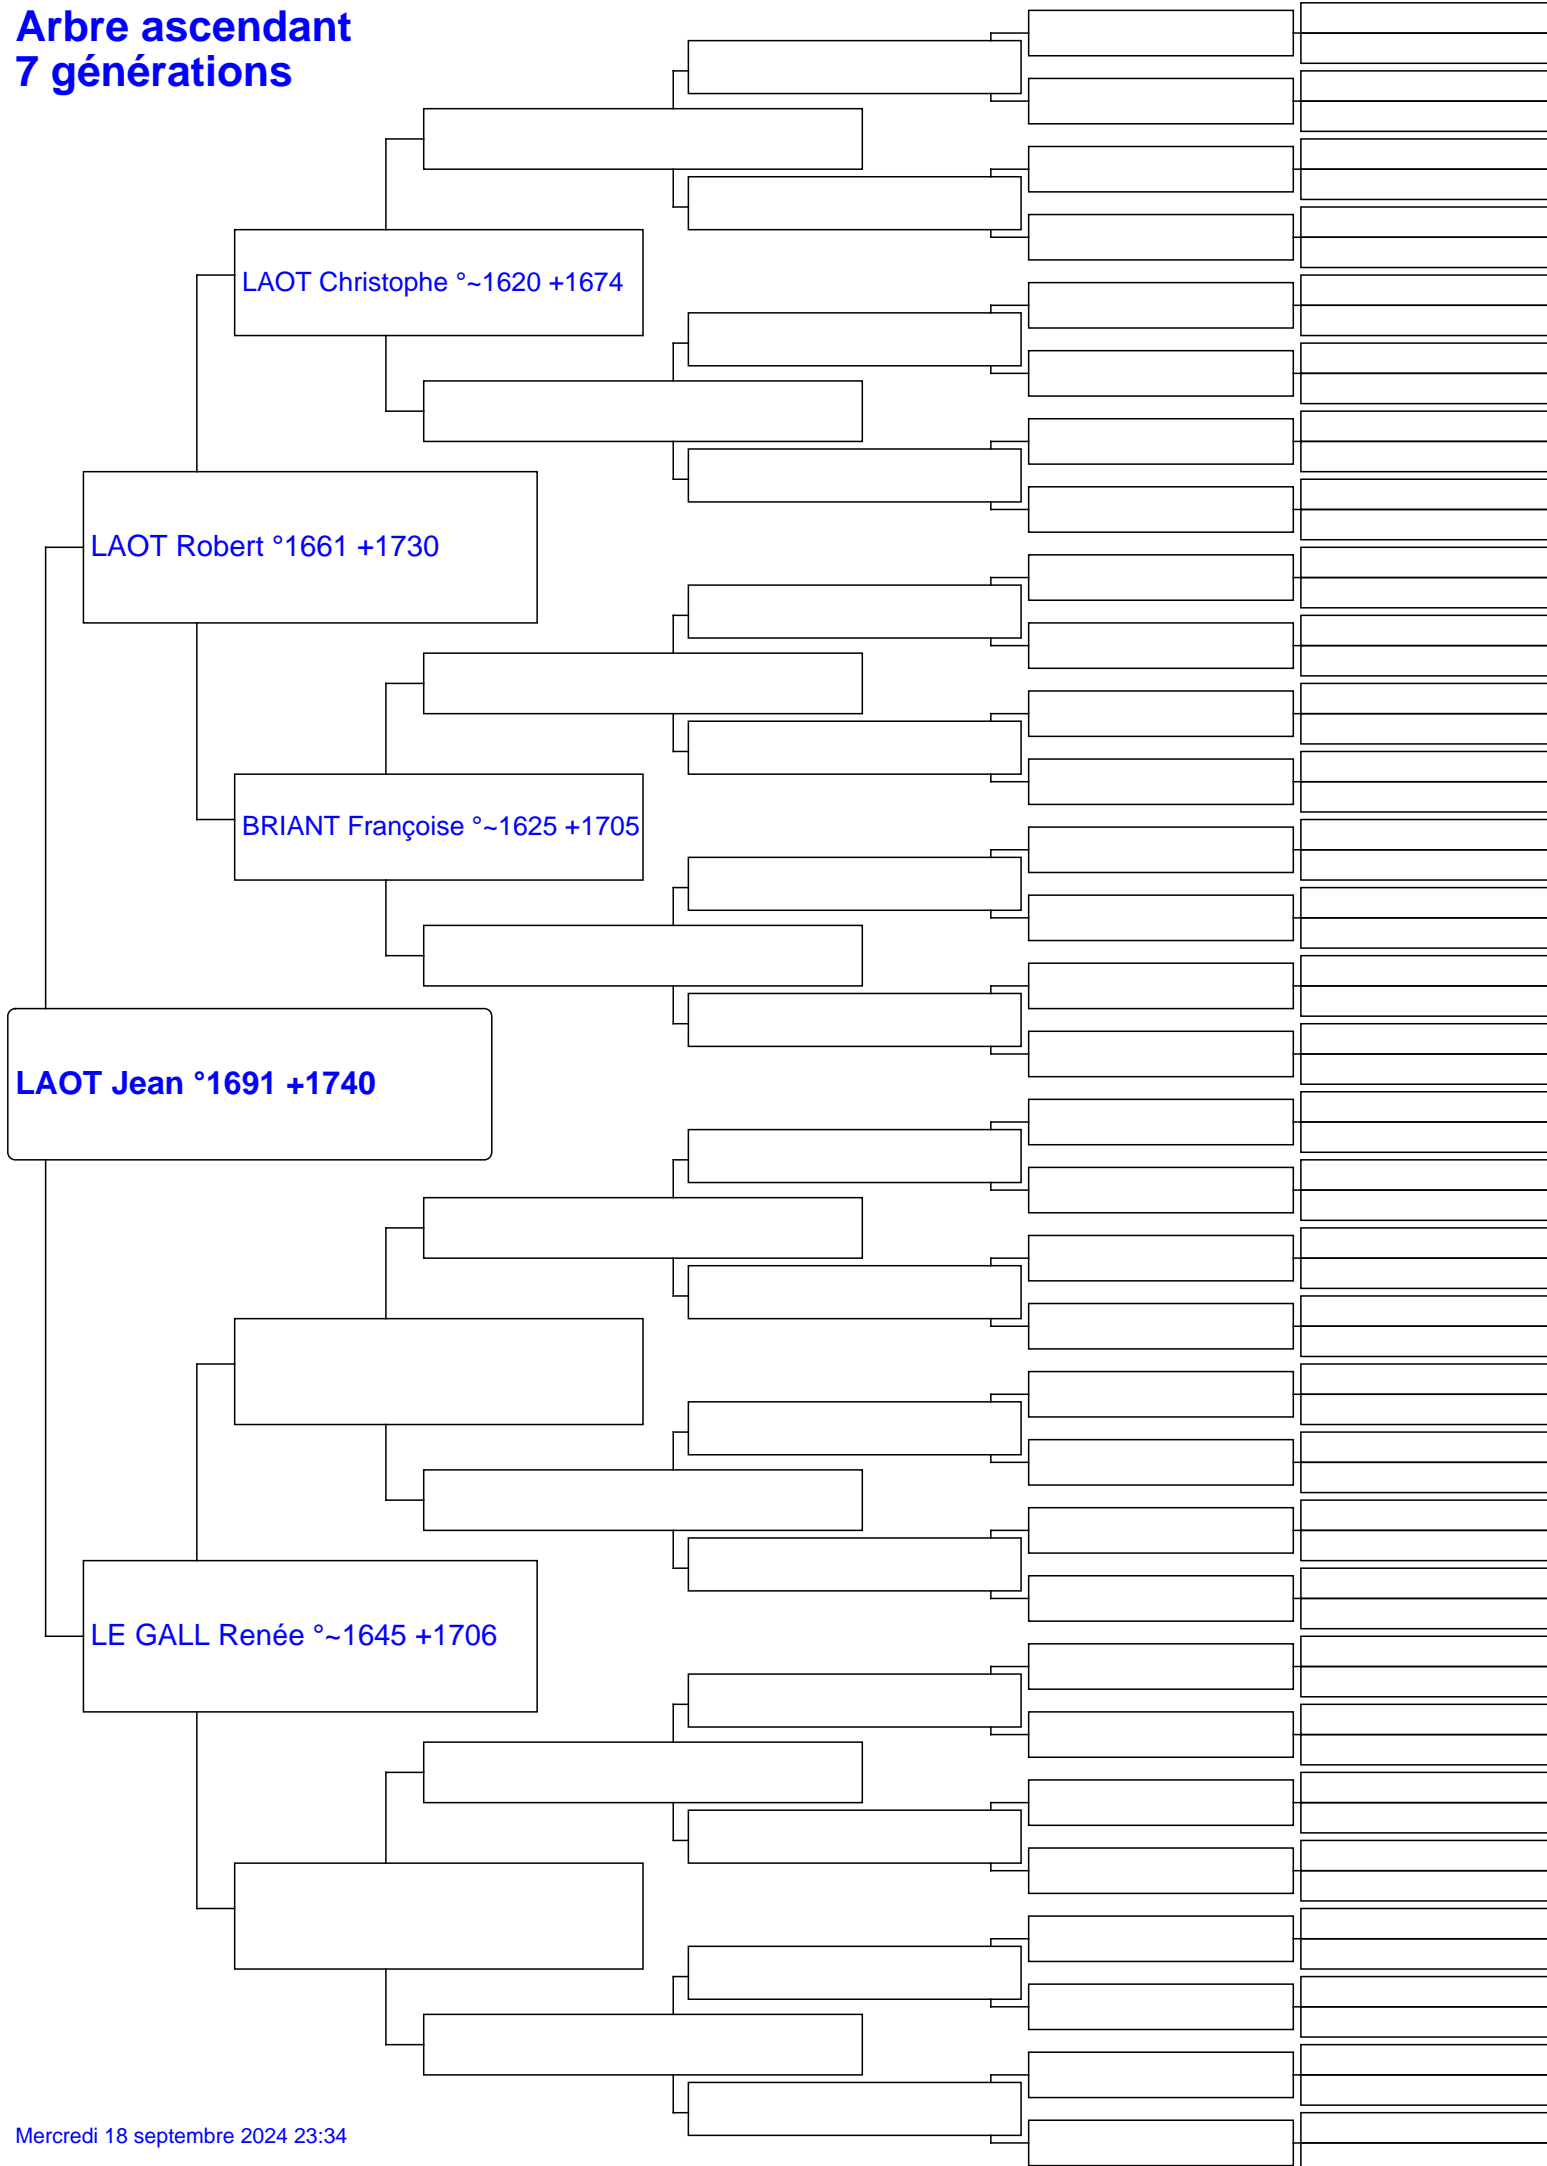 Arbre ascendant
7 générations
LAOT Christophe °~1620 +1674
LAOT Robert °1661 +1730
BRIANT Françoise °~1625 +1705
LAOT Jean °1691 +1740
LE GALL Renée °~1645 +1706
Mercredi 18 septembre 2024 23:34